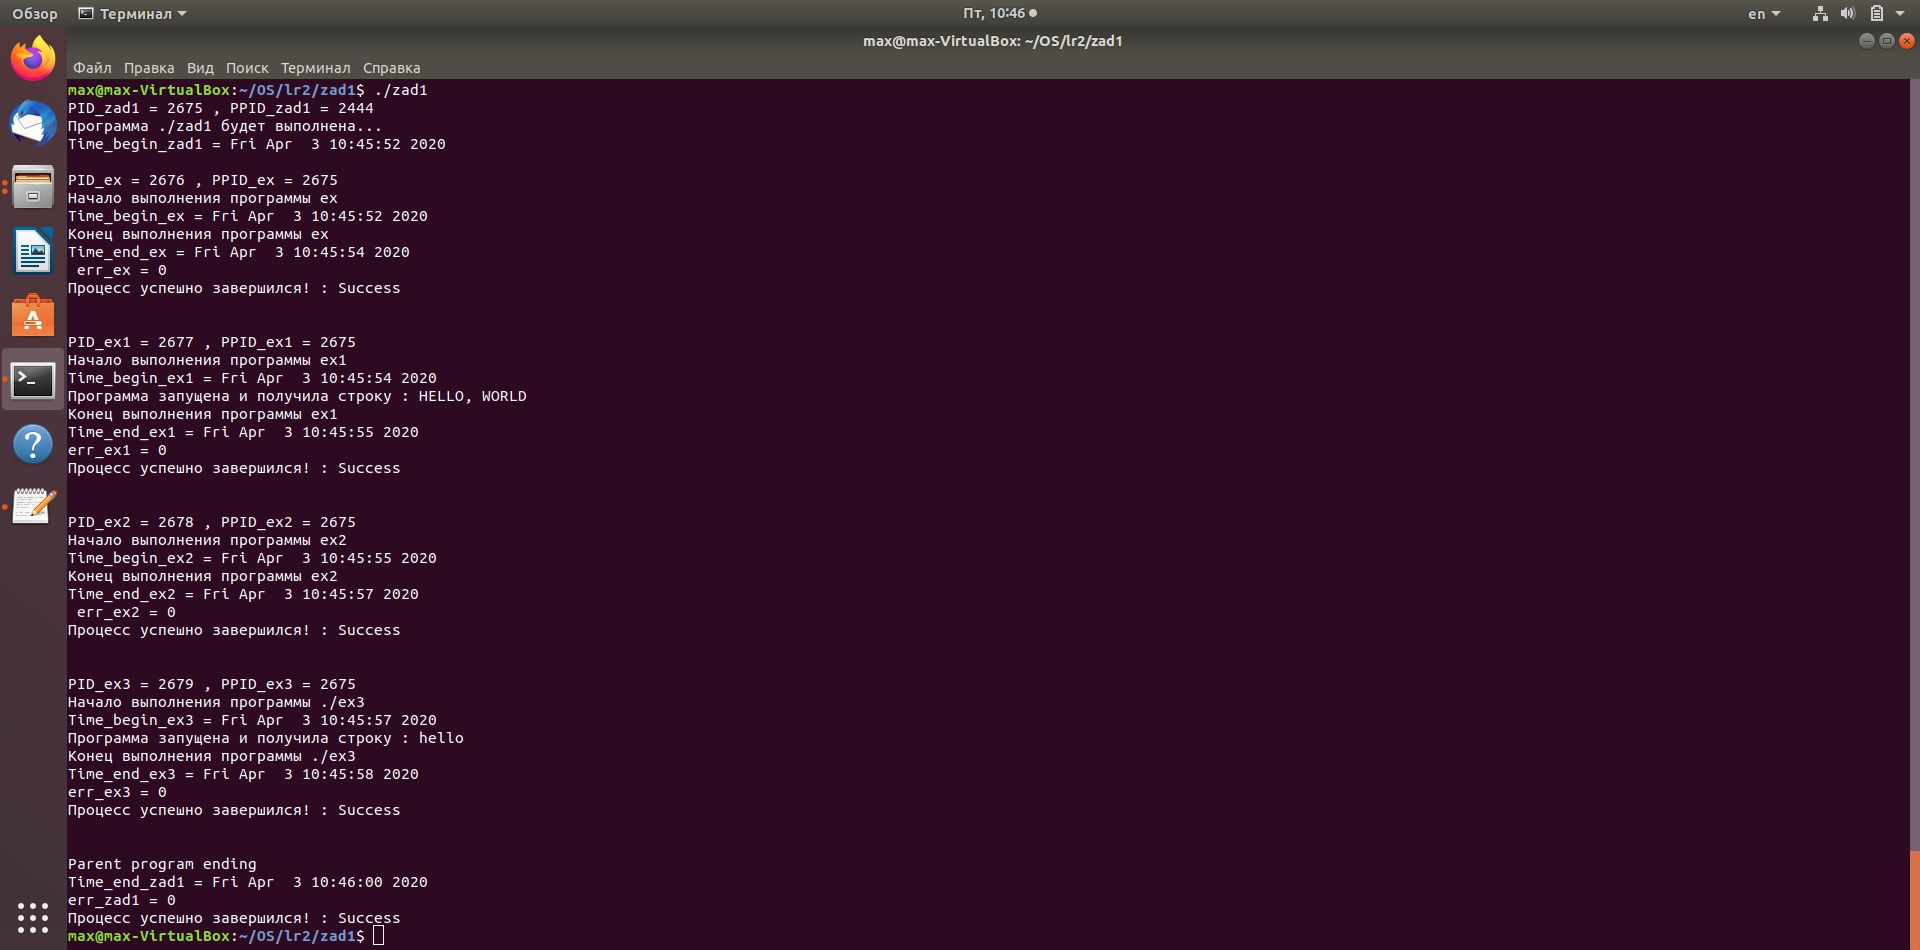 Обзор Терминал Пт, 10:46 en
max@max-VirtualBox: ~/OS/lr2/zad1
Файл Правка Вид Поиск Терминал Справка
max@max-VirtualBox:~/OS/lr2/zad1$ ./zad1
PID_zad1 = 2675 , PPID_zad1 = 2444
Программа ./zad1 будет выполнена...
Time_begin_zad1 = Fri Apr  3 10:45:52 2020
PID_ex = 2676 , PPID_ex = 2675
Начало выполнения программы ex
Time_begin_ex = Fri Apr  3 10:45:52 2020
Конец выполнения программы ex
Time_end_ex = Fri Apr  3 10:45:54 2020
err_ex = 0
Процесс успешно завершился! : Success
PID_ex1 = 2677 , PPID_ex1 = 2675
Начало выполнения программы ex1
Time_begin_ex1 = Fri Apr  3 10:45:54 2020
Программа запущена и получила строку : HELLO, WORLD
Конец выполнения программы ex1
Time_end_ex1 = Fri Apr  3 10:45:55 2020
err_ex1 = 0
Процесс успешно завершился! : Success
PID_ex2 = 2678 , PPID_ex2 = 2675
Начало выполнения программы ex2
Time_begin_ex2 = Fri Apr  3 10:45:55 2020
Конец выполнения программы ex2
Time_end_ex2 = Fri Apr  3 10:45:57 2020
err_ex2 = 0
Процесс успешно завершился! : Success
PID_ex3 = 2679 , PPID_ex3 = 2675
Начало выполнения программы ./ex3
Time_begin_ex3 = Fri Apr  3 10:45:57 2020
Программа запущена и получила строку : hello
Конец выполнения программы ./ex3
Time_end_ex3 = Fri Apr  3 10:45:58 2020
err_ex3 = 0
Процесс успешно завершился! : Success
Parent program ending
Time_end_zad1 = Fri Apr  3 10:46:00 2020
err_zad1 = 0
Процесс успешно завершился! : Success
max@max-VirtualBox:~/OS/lr2/zad1$